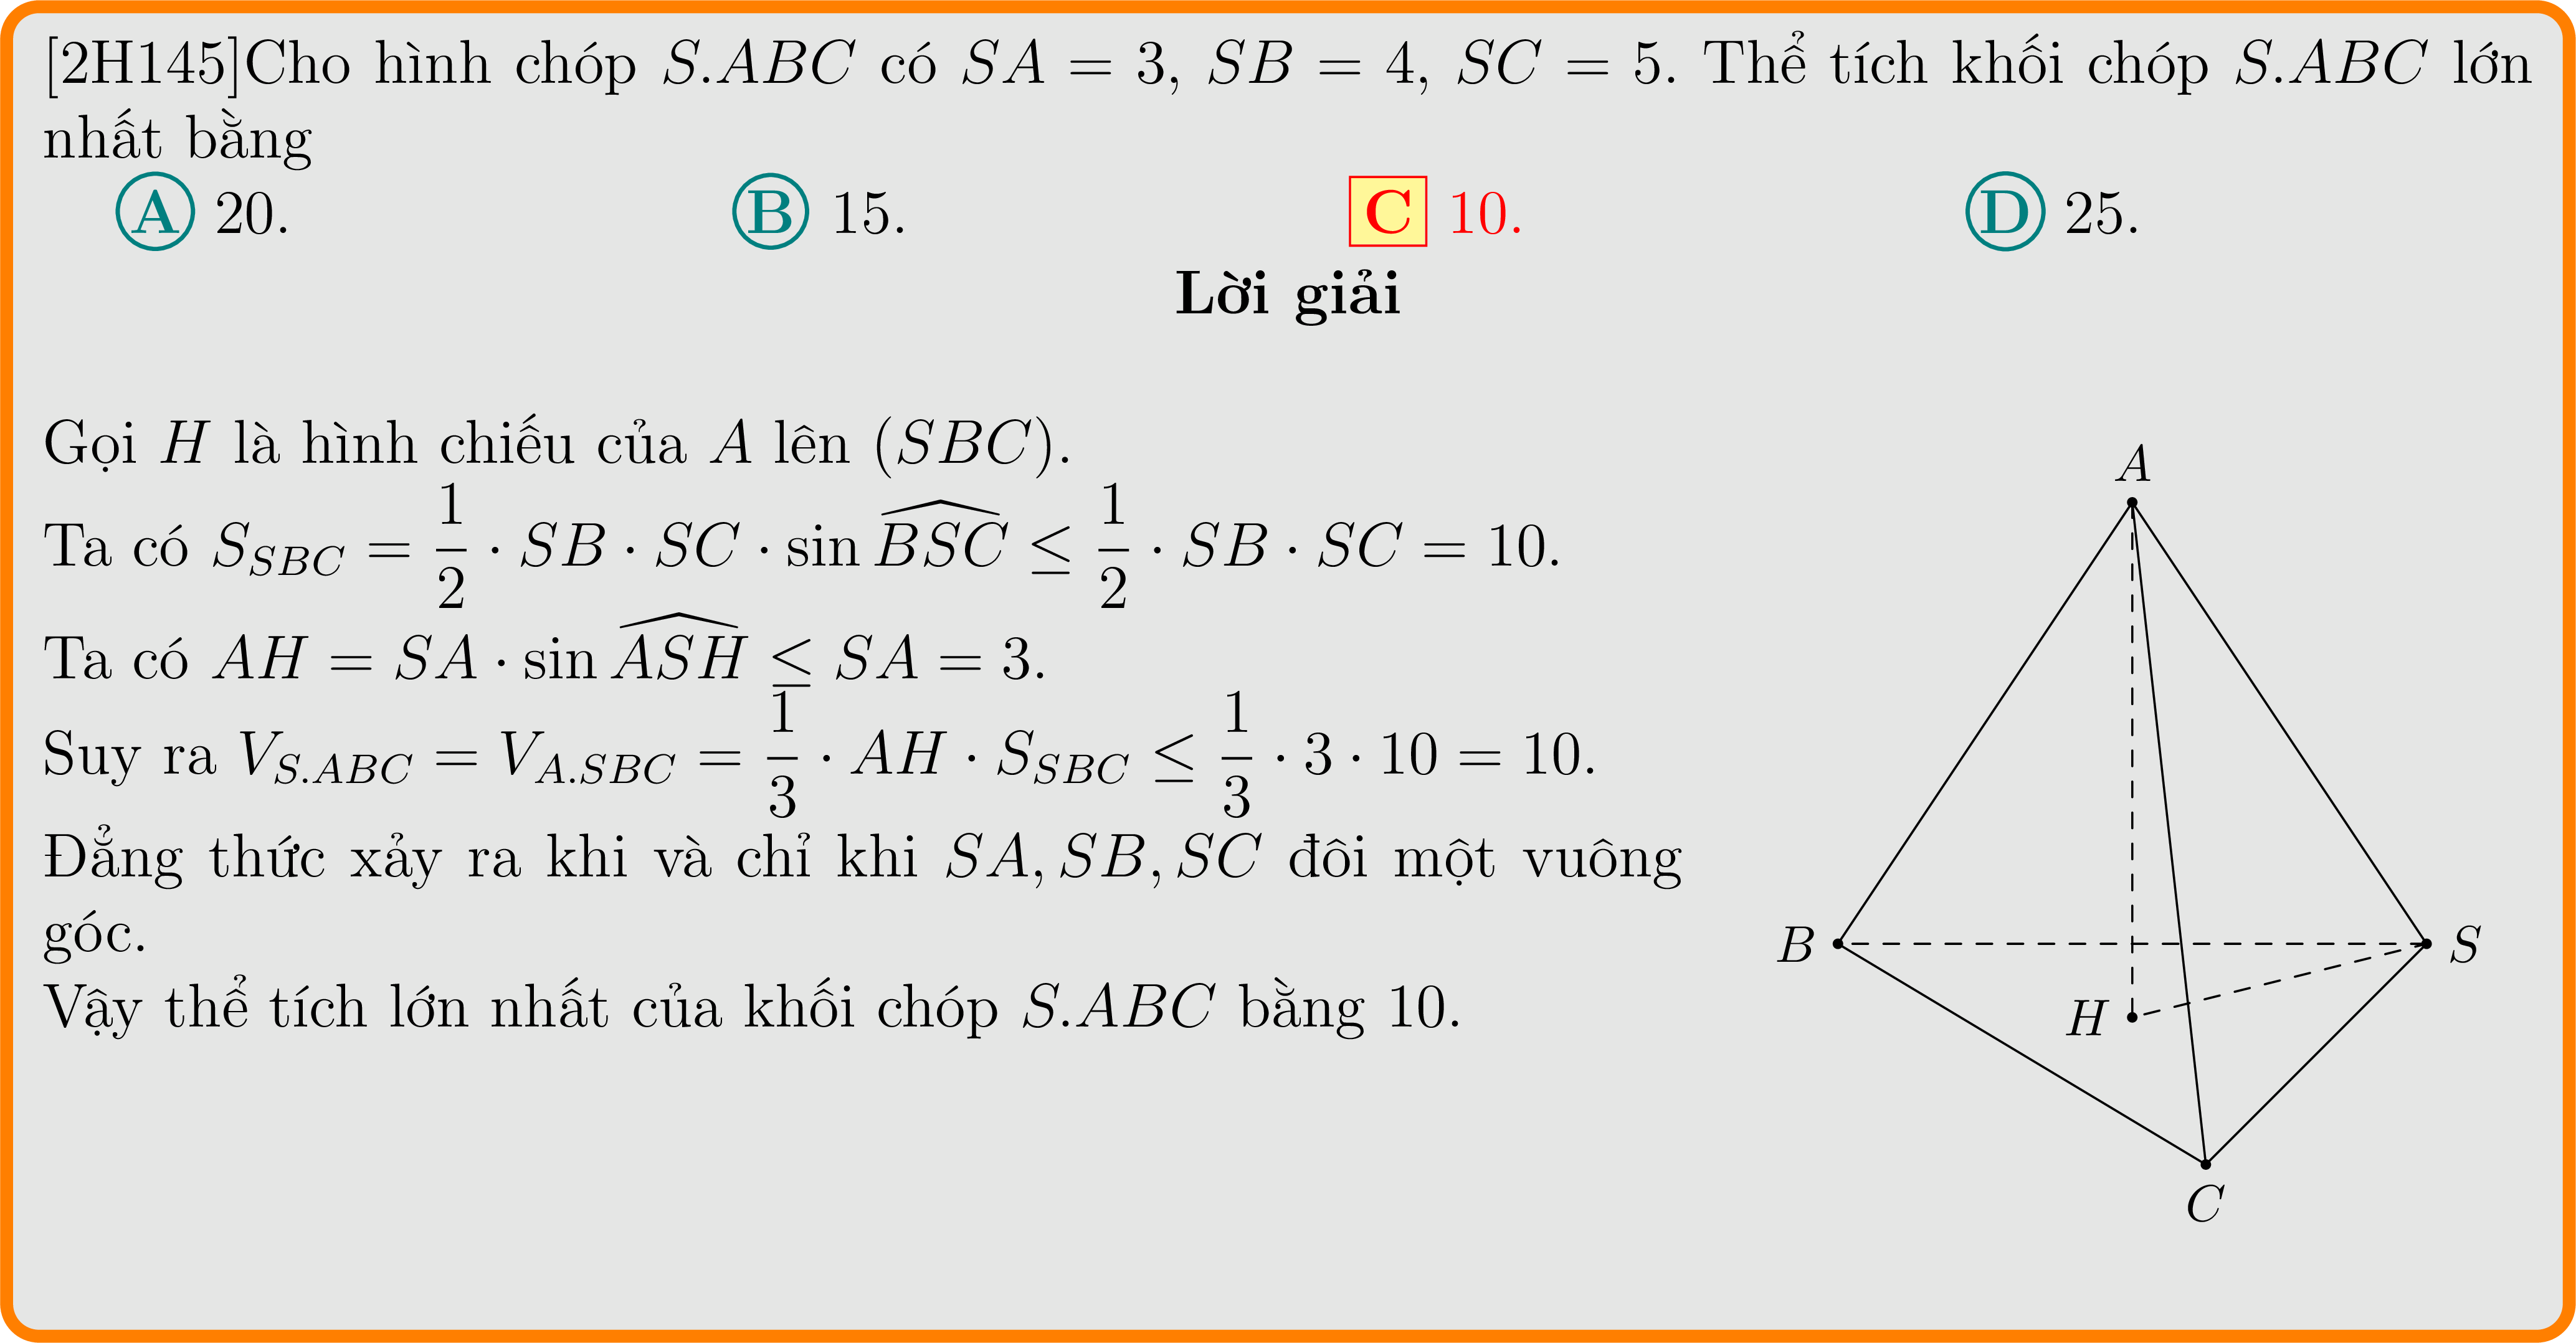 [2H145]Cho hình chóp S.ABC có SA = 3, SB = 4, SC = 5. Thể tích khối chóp S.ABC lớn
nhất bằng
A 20. B 15. C 10. D 25.
Lời giải
Gọi H là hình chiếu của A lên (SBC).
Ta có $S_{SBC} = \frac{1}{2} \cdot SB \cdot SC \cdot \sin \widehat{BSC} \leq \frac{1}{2} \cdot SB \cdot SC = 10.$
Ta có $AH = SA \cdot \sin \widehat{ASH} \leq SA = 3.$
Suy ra $V_{S.ABC} = V_{A.SBC} = \frac{1}{3} \cdot AH \cdot S_{SBC} \leq \frac{1}{3} \cdot 3 \cdot 10 = 10.$
Đẳng thức xảy ra khi và chỉ khi SA, SB, SC đôi một vuông
góc.
Vậy thể tích lớn nhất của khối chóp S.ABC bằng 10.
A
B
S
H
C